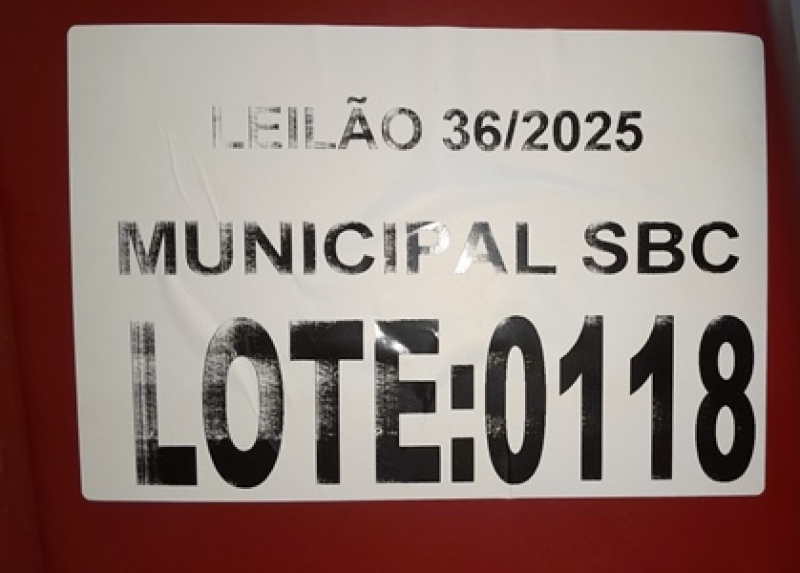 LEILÃO 36/2025
MUNICIPAL SBC
LOTE:0118